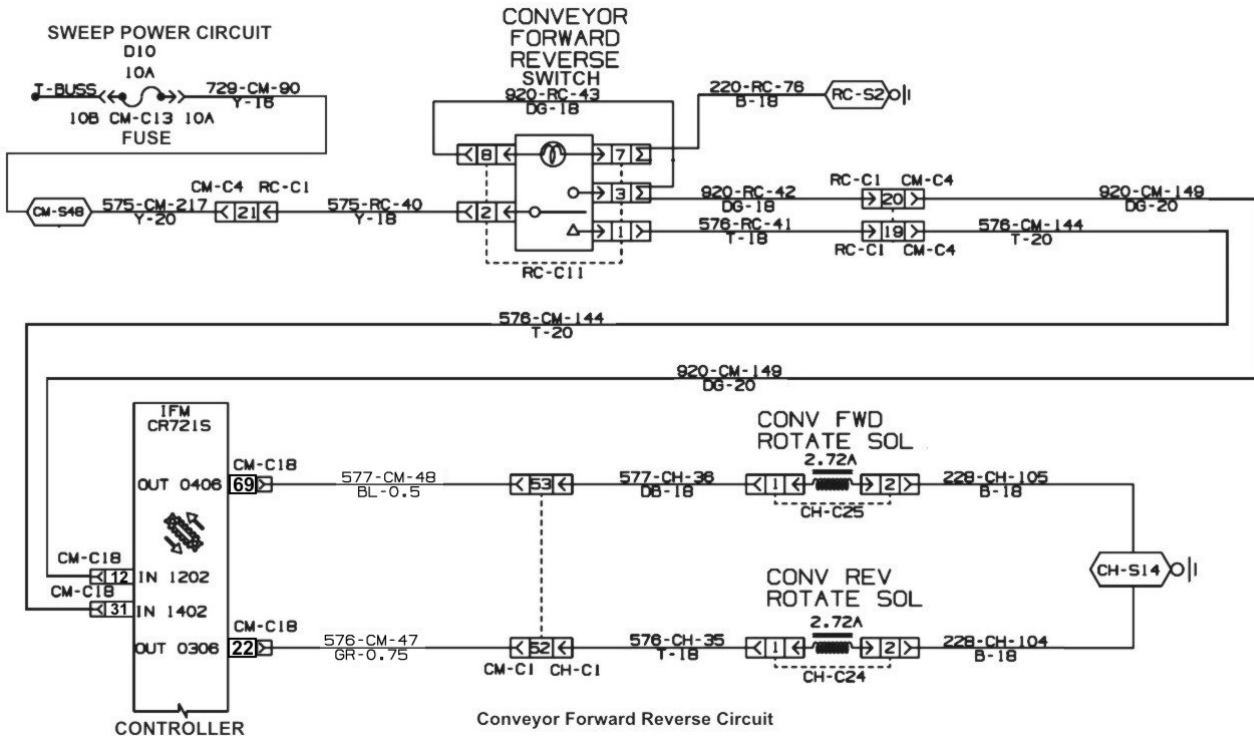 SWEEP POWER CIRCUIT
D10
10A
T-BUSS
729-CM-90
Y-16
10B CM-C13 10A
FUSE
CONVEYOR
FORWARD
REVERSE
SWITCH
920-RC-43
DG-18
220-RC-76
B-18
RC-S2
8
7
3
2
1
RC-C11
CM-S48
575-CM-217
Y-20
CM-C4 RC-C1
21
575-RC-40
Y-18
920-RC-42
DG-18
RC-C1 CM-C4
20
920-CM-149
DG-20
576-RC-41
T-18
19
RC-C1 CM-C4
576-CM-144
T-20
576-CM-144
T-20
920-CM-149
DG-20
IFM
CR721S
OUT 0406
CM-C18
69
577-CM-48
BL-0.5
53
577-CH-36
DB-18
CONV FWD
ROTATE SOL
2.72A
1
2
CH-C25
228-CH-105
B-18
CH-S14
CM-C18
12
IN 1202
CM-C18
31
IN 1402
OUT 0306
CM-C18
22
576-CM-47
GR-0.75
52
CM-C1 CH-C1
576-CH-35
T-18
CONV REV
ROTATE SOL
2.72A
1
2
CH-C24
228-CH-104
B-18
CONTROLLER
Conveyor Forward Reverse Circuit